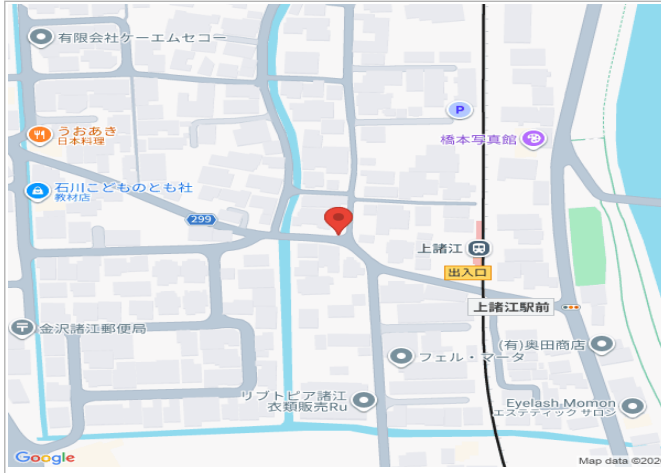 有限会社ケーエムセコー
うおあき
日本料理
P
橋本写真館
石川こどものとも社
教材店
299
上諸江
出入口
上諸江駅前
金沢諸江郵便局
(有)奥田商店
フェル・マータ
リブトピア諸江
衣類販売Ru
Eyelash Momon
エステティック サロン
Google
Map data ©2026